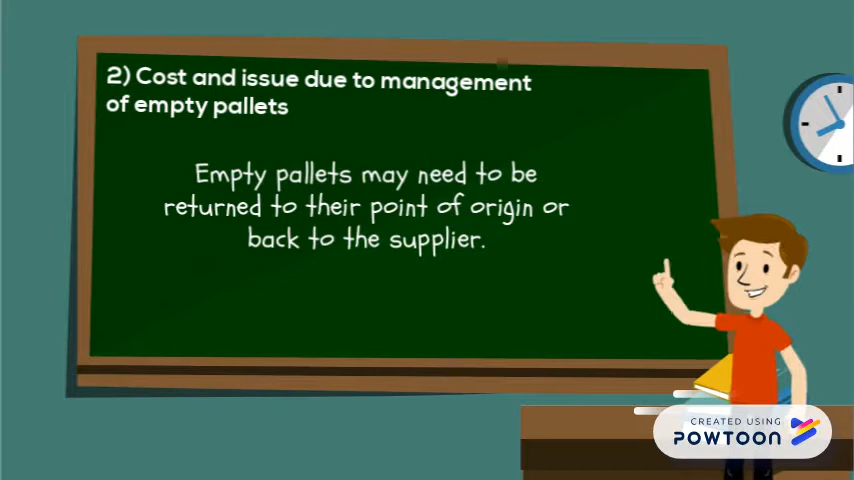 2) Cost and issue due to management
of empty pallets
Empty pallets may need to be
returned to their point of origin or
back to the supplier.
CREATED USING
POWTOON